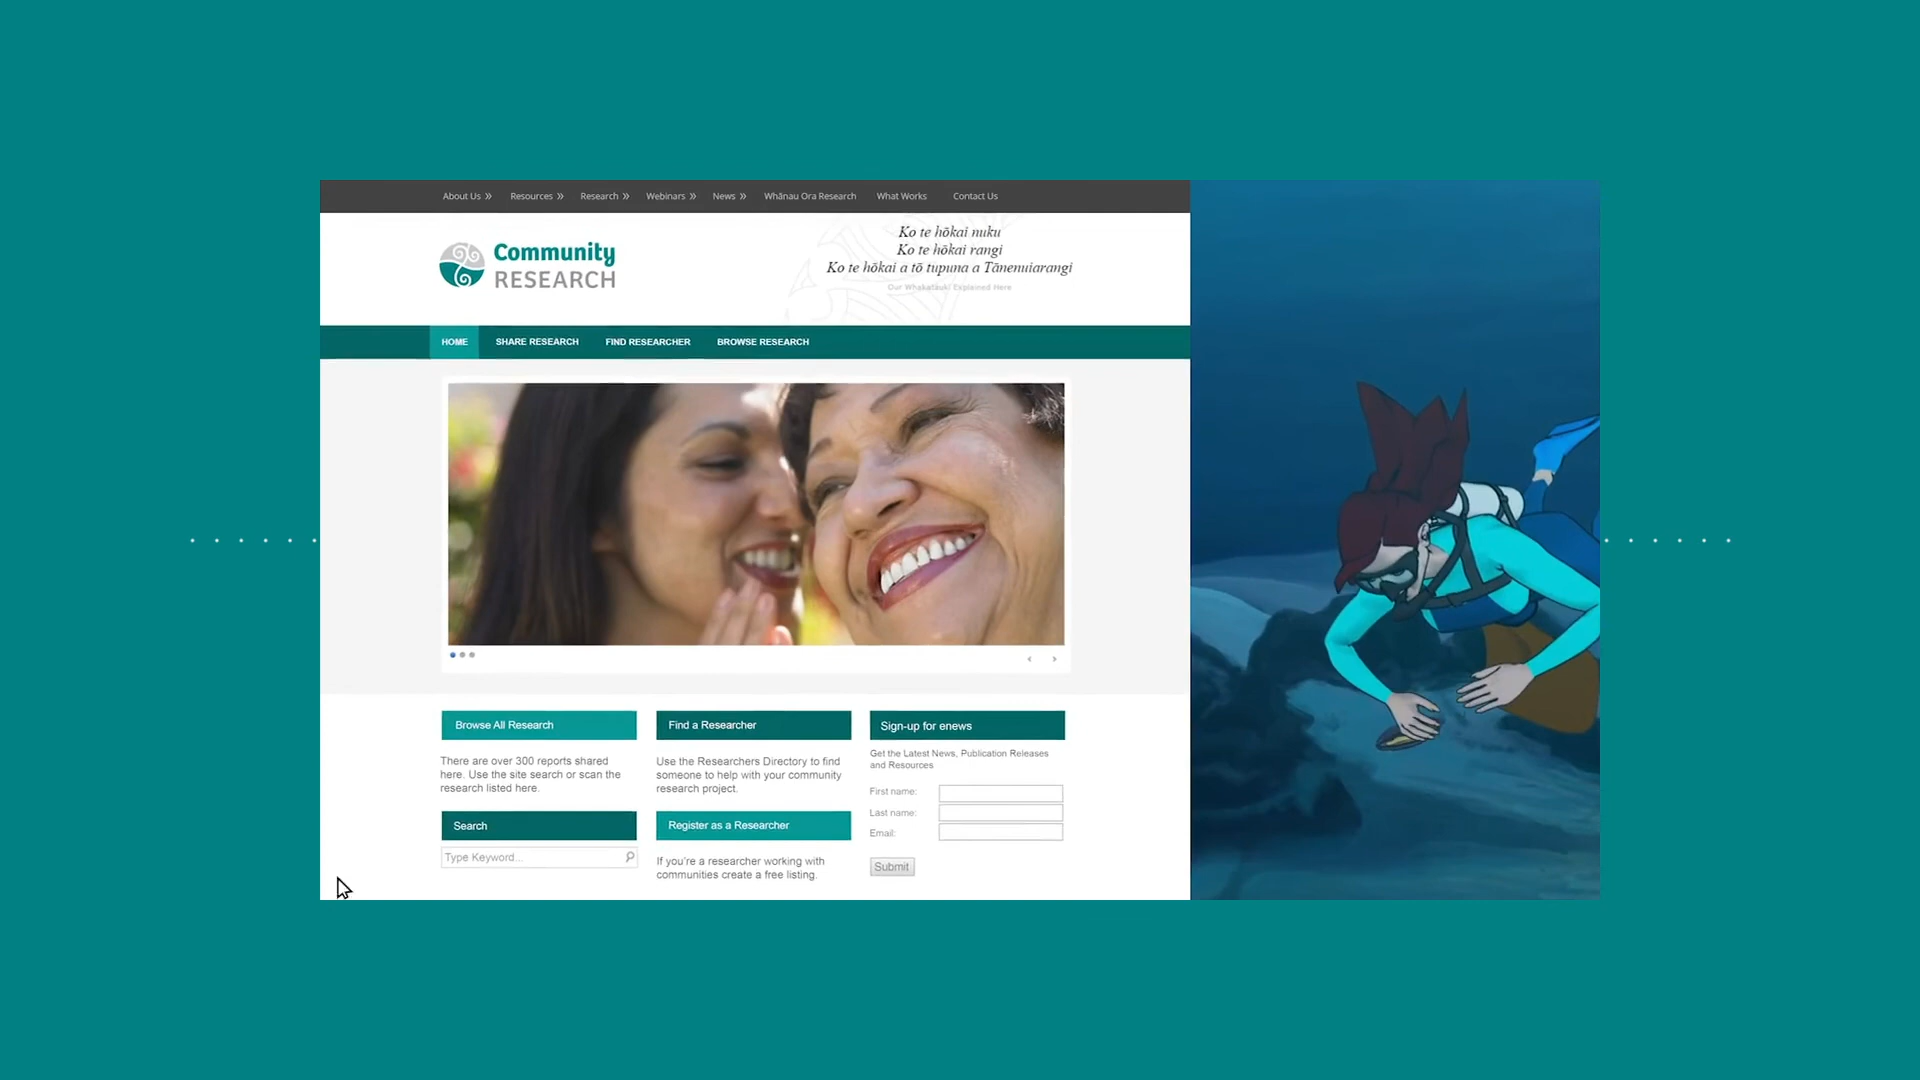 About Us » Resources » Research » Webinars » News » Whānau Ora Research What Works Contact Us
Community
RESEARCH
Ko te hōkai nuku
Ko te hōkai rangi
Ko te hōkai a tō tupuna a Tānenuiarangi
Our Whakataukī Explained Here
HOME SHARE RESEARCH FIND RESEARCHER BROWSE RESEARCH
Browse All Research
There are over 300 reports shared
here. Use the site search or scan the
research listed here.
Search
Type Keyword...
Find a Researcher
Use the Researchers Directory to find
someone to help with your community
research project.
Register as a Researcher
If you're a researcher working with
communities create a free listing.
Sign-up for enews
Get the Latest News, Publication Releases
and Resources
First name:
Last name:
Email:
Submit